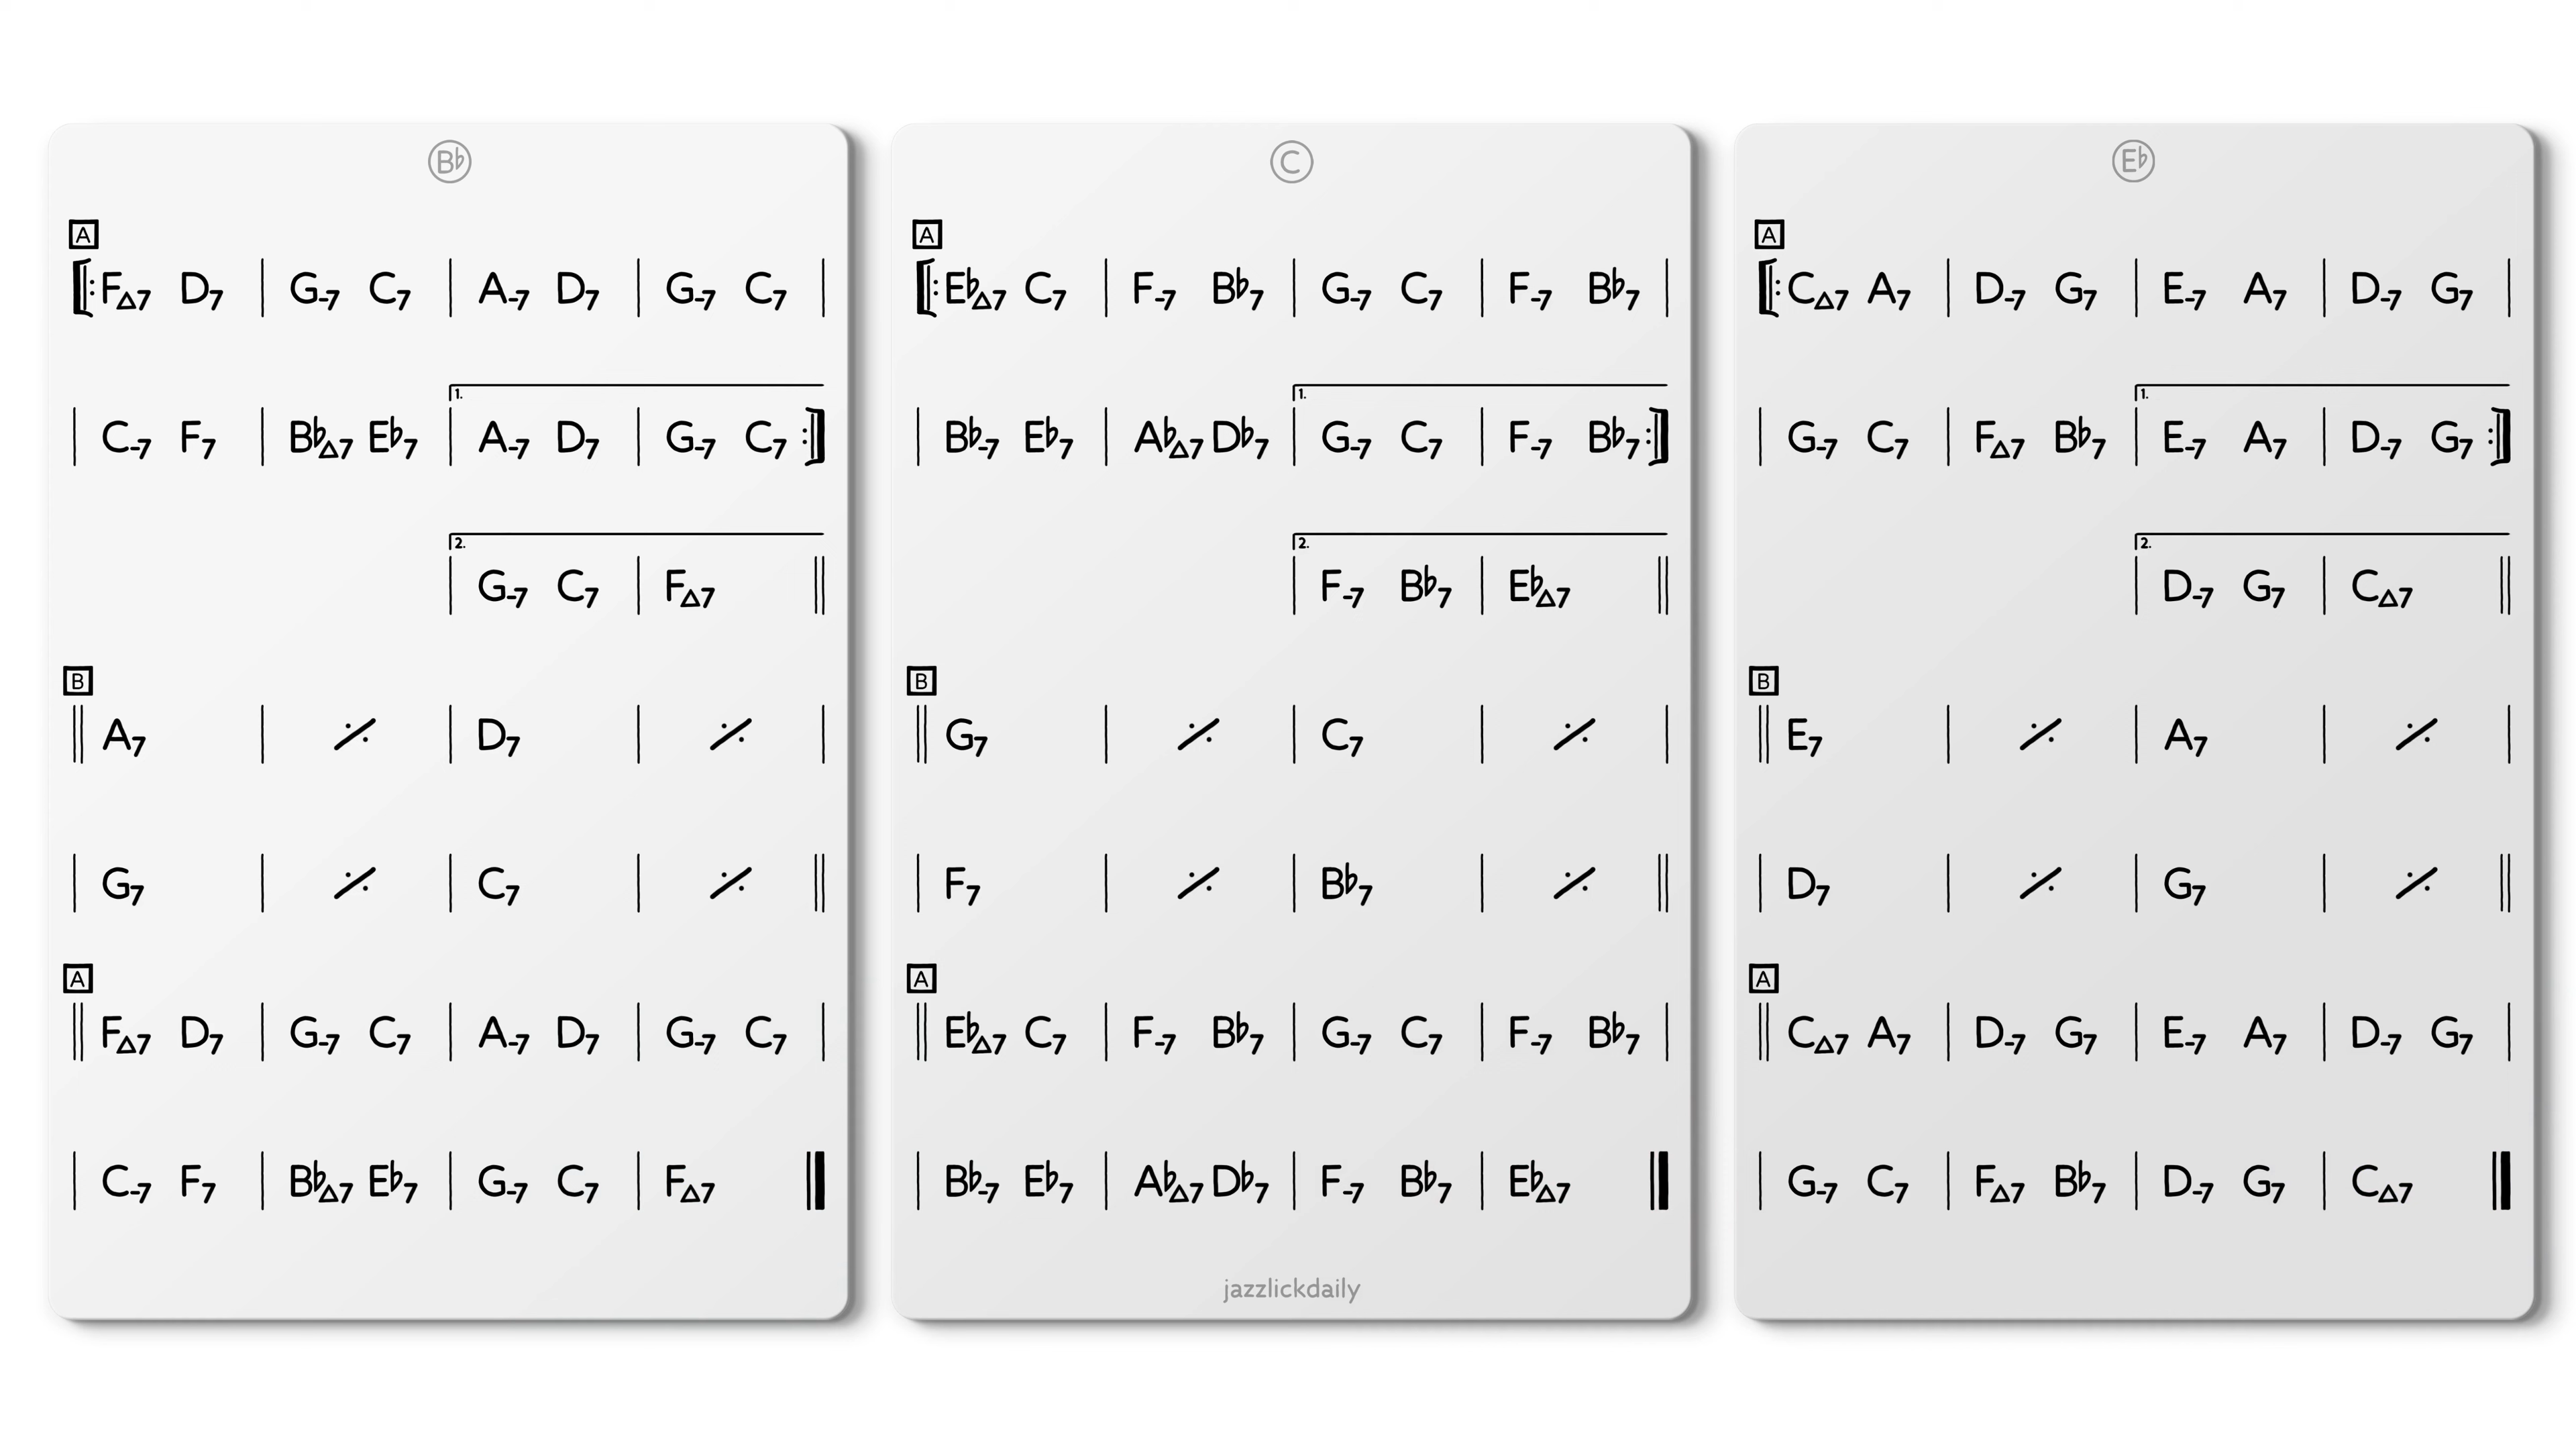 B♭
A
F△7 D7 G-7 C7 A-7 D7 G-7 C7
1.
C-7 F7 B♭△7 E♭7 A-7 D7 G-7 C7
2.
G-7 C7 F△7
B
A7 D7
G7 C7
A
F△7 D7 G-7 C7 A-7 D7 G-7 C7
C-7 F7 B♭△7 E♭7 G-7 C7 F△7
C
A
E♭△7 C7 F-7 B♭7 G-7 C7 F-7 B♭7
1.
B♭-7 E♭7 A♭△7 D♭7 G-7 C7 F-7 B♭7
2.
F-7 B♭7 E♭△7
B
G7 C7
F7 B♭7
A
E♭△7 C7 F-7 B♭7 G-7 C7 F-7 B♭7
B♭-7 E♭7 A♭△7 D♭7 F-7 B♭7 E♭△7
jazzlickdaily
E♭
A
C△7 A7 D-7 G7 E-7 A7 D-7 G7
1.
G-7 C7 F△7 B♭7 E-7 A7 D-7 G7
2.
D-7 G7 C△7
B
E7 A7
D7 G7
A
C△7 A7 D-7 G7 E-7 A7 D-7 G7
G-7 C7 F△7 B♭7 D-7 G7 C△7